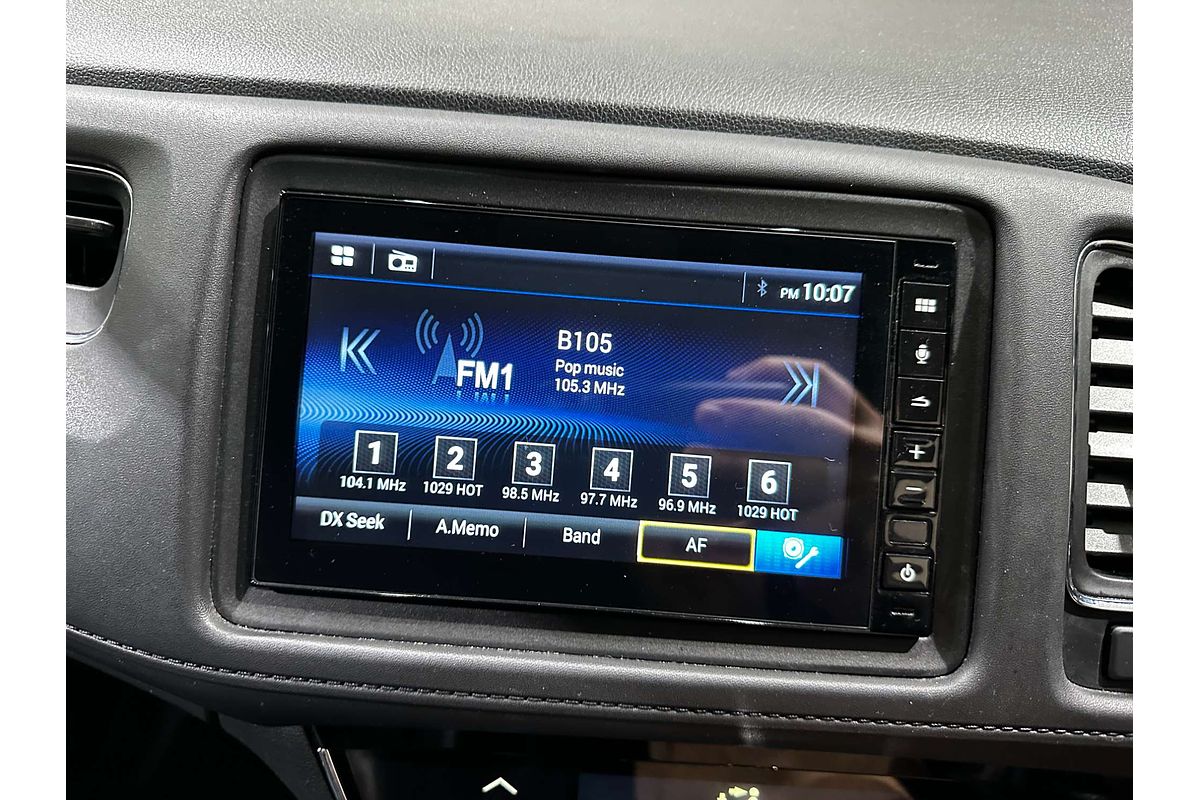 PM 10:07
B105
Pop music
105.3 MHz
FM1
1 2 3 4 5 6
104.1 MHz 1029 HOT 98.5 MHz 97.7 MHz 96.9 MHz 1029 HOT
DX Seek A.Memo Band AF
+
−